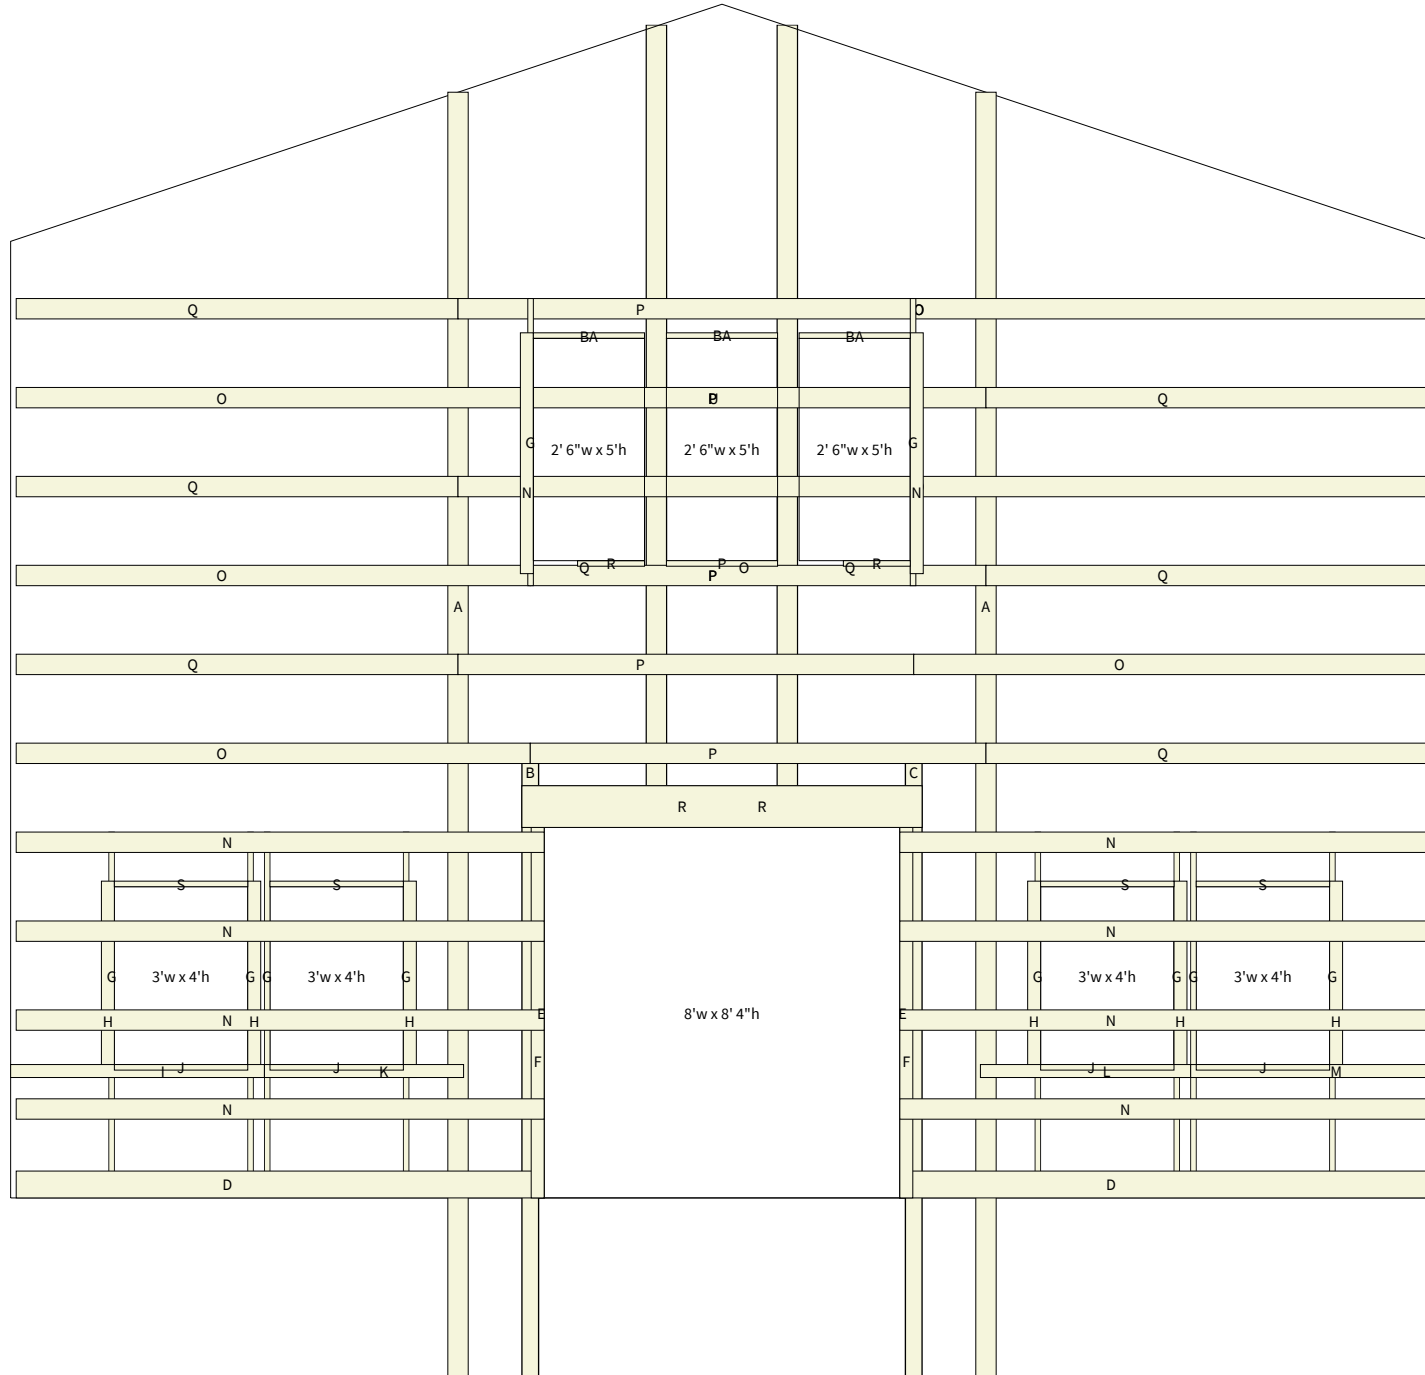 Q P O
BA BA BA
O P Q
G 2' 6"w x 5'h 2' 6"w x 5'h 2' 6"w x 5'h G
Q N N
Q R P O Q R
O P Q
A A
Q P O
O P Q
B C
R R
N N
S S S S
N N
G 3'w x 4'h G G 3'w x 4'h G G 3'w x 4'h G G 3'w x 4'h G
E 8'w x 8' 4"h E
H N H H H N H H
F F
I J J K J L J M
N N
D D